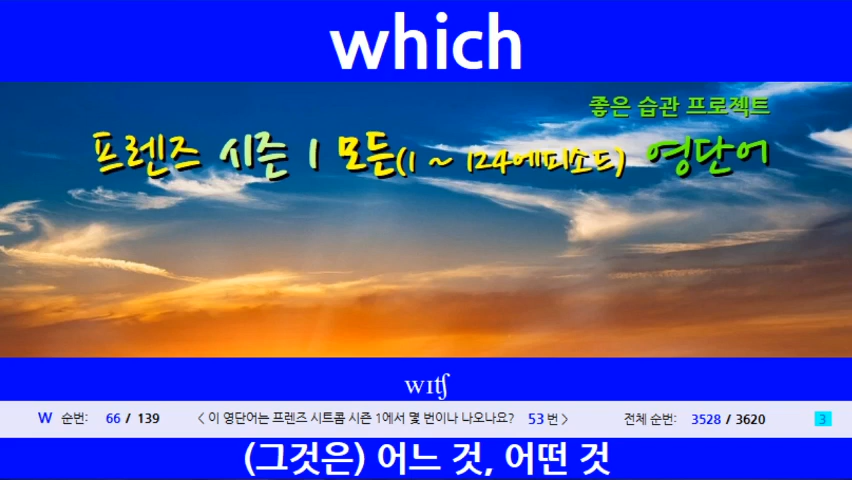 which
좋은 습관 프로젝트
프렌즈 시즌 1 모든(1 ~ 124에피소드) 영단어
wɪtʃ
W 순번: 66 / 139 < 이 영단어는 프렌즈 시트콤 시즌 1에서 몇 번이나 나오나요? 53 번 > 전체 순번: 3528 / 3620 3
(그것은) 어느 것, 어떤 것